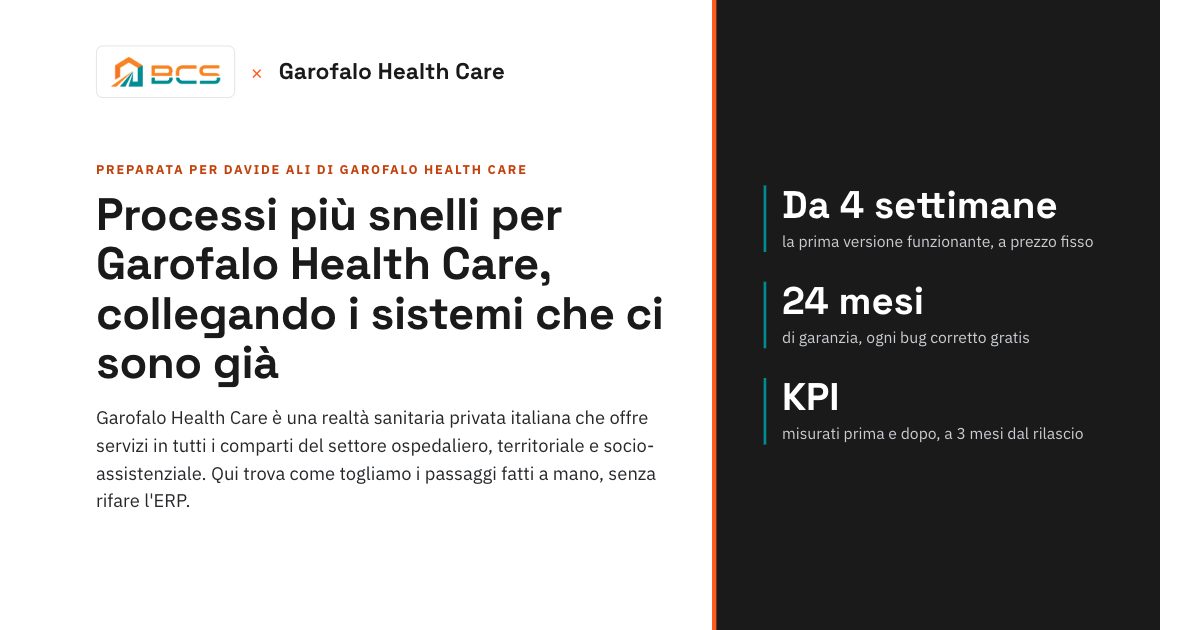 BCS
× Garofalo Health Care
PREPARATA PER DAVIDE ALI DI GAROFALO HEALTH CARE
Processi più snelli per
Garofalo Health Care,
collegando i sistemi che ci
sono già
Garofalo Health Care è una realtà sanitaria privata italiana che offre
servizi in tutti i comparti del settore ospedaliero, territoriale e socio-
assistenziale. Qui trova come togliamo i passaggi fatti a mano, senza
rifare l'ERP.
Da 4 settimane
la prima versione funzionante, a prezzo fisso
24 mesi
di garanzia, ogni bug corretto gratis
KPI
misurati prima e dopo, a 3 mesi dal rilascio